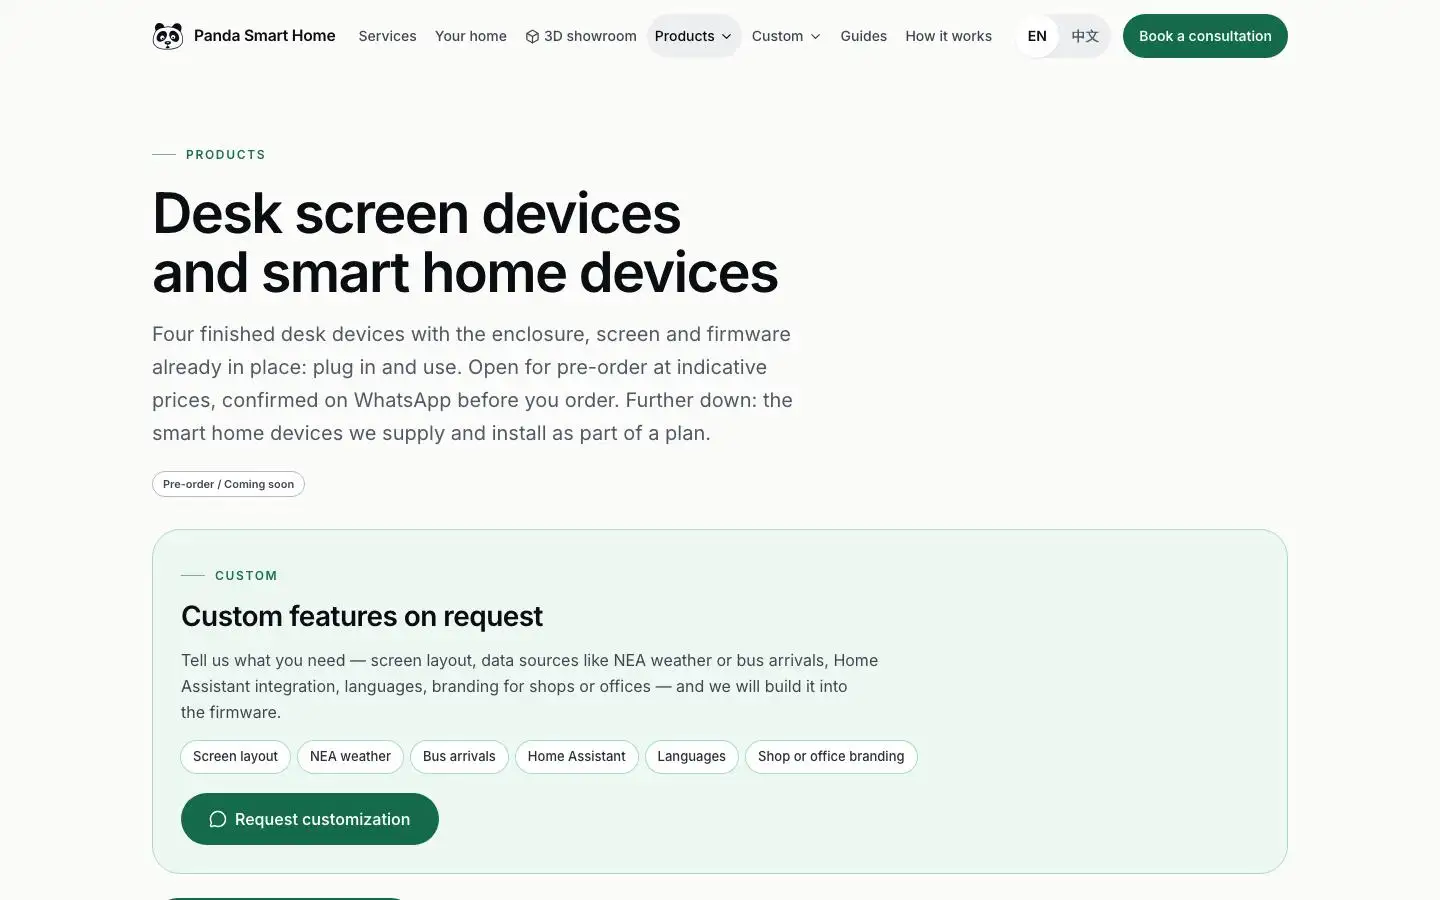 Panda Smart Home
Services
Your home
3D showroom
Products
Custom
Guides
How it works
EN
中文
Book a consultation
PRODUCTS
Desk screen devices
and smart home devices
Four finished desk devices with the enclosure, screen and firmware
already in place: plug in and use. Open for pre-order at indicative
prices, confirmed on WhatsApp before you order. Further down: the
smart home devices we supply and install as part of a plan.
Pre-order / Coming soon
CUSTOM
Custom features on request
Tell us what you need — screen layout, data sources like NEA weather or bus arrivals, Home
Assistant integration, languages, branding for shops or offices — and we will build it into
the firmware.
Screen layout
NEA weather
Bus arrivals
Home Assistant
Languages
Shop or office branding
Request customization